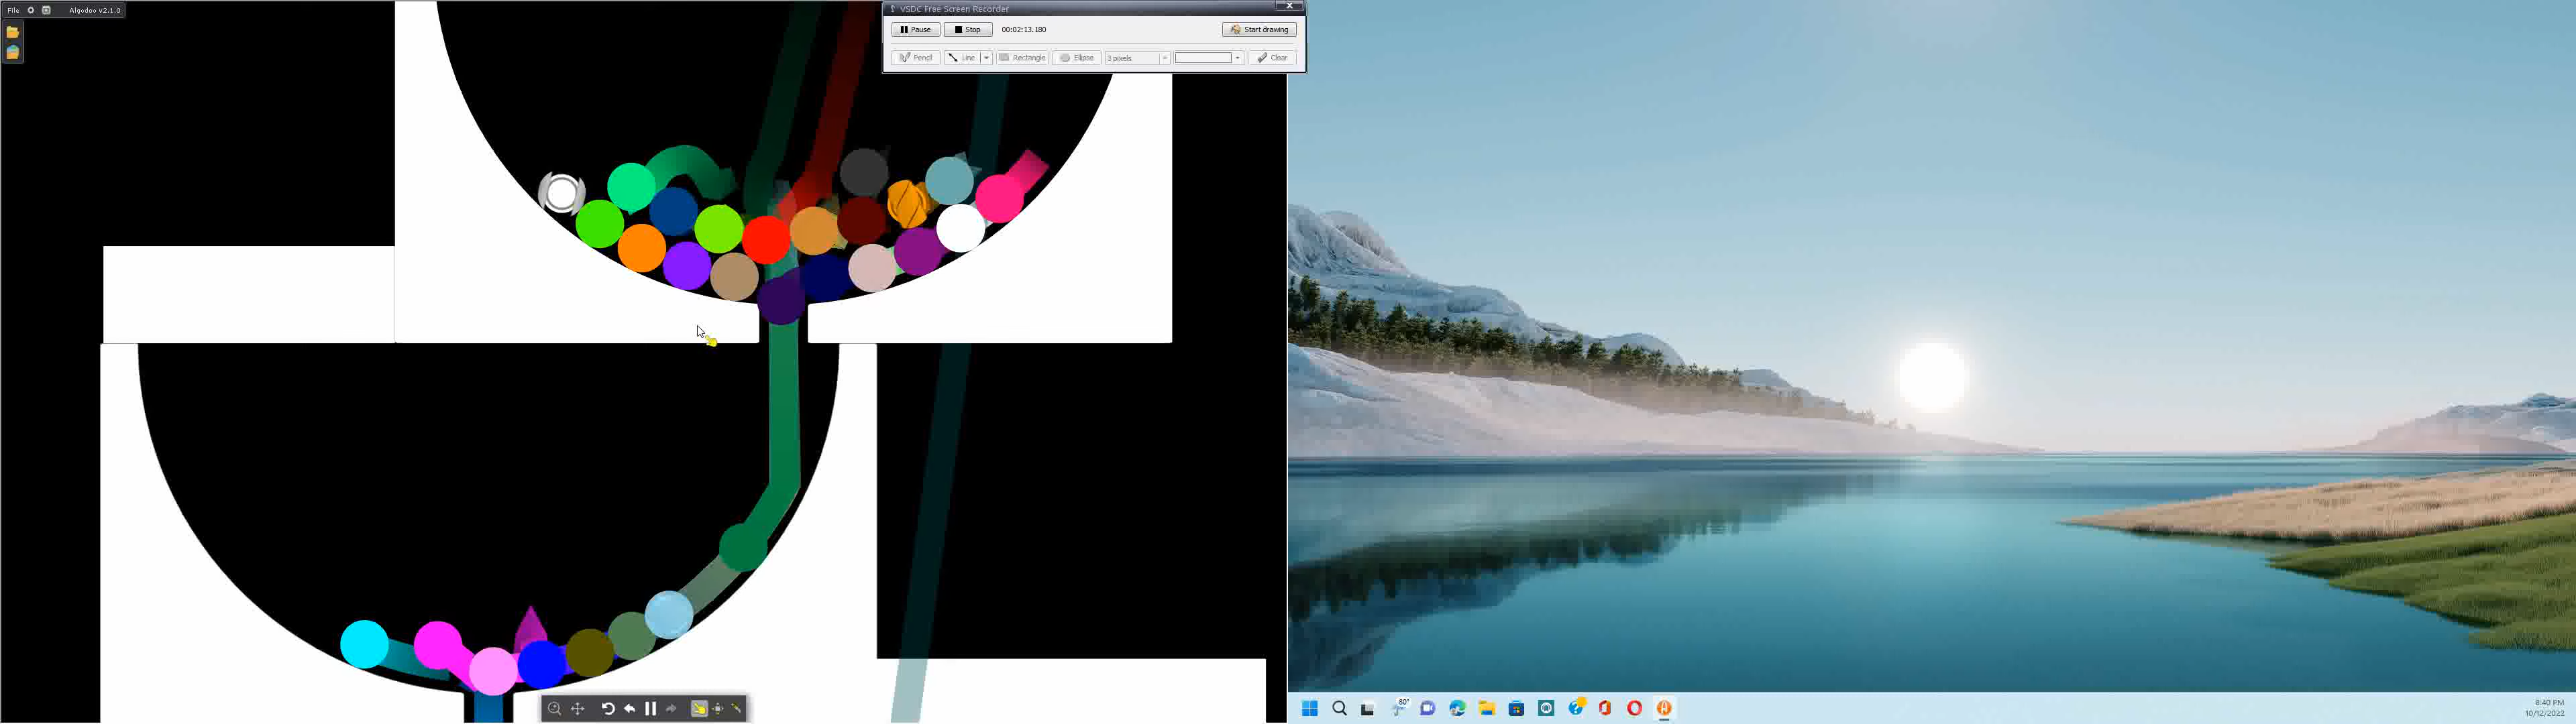 File Algodoo v2.1.0
VSDC Free Screen Recorder
Pause Stop 00:02:13.180 Start drawing
Pencil Line Rectangle Ellipse 3 pixels Clear
80°
8:40 PM
10/12/2022